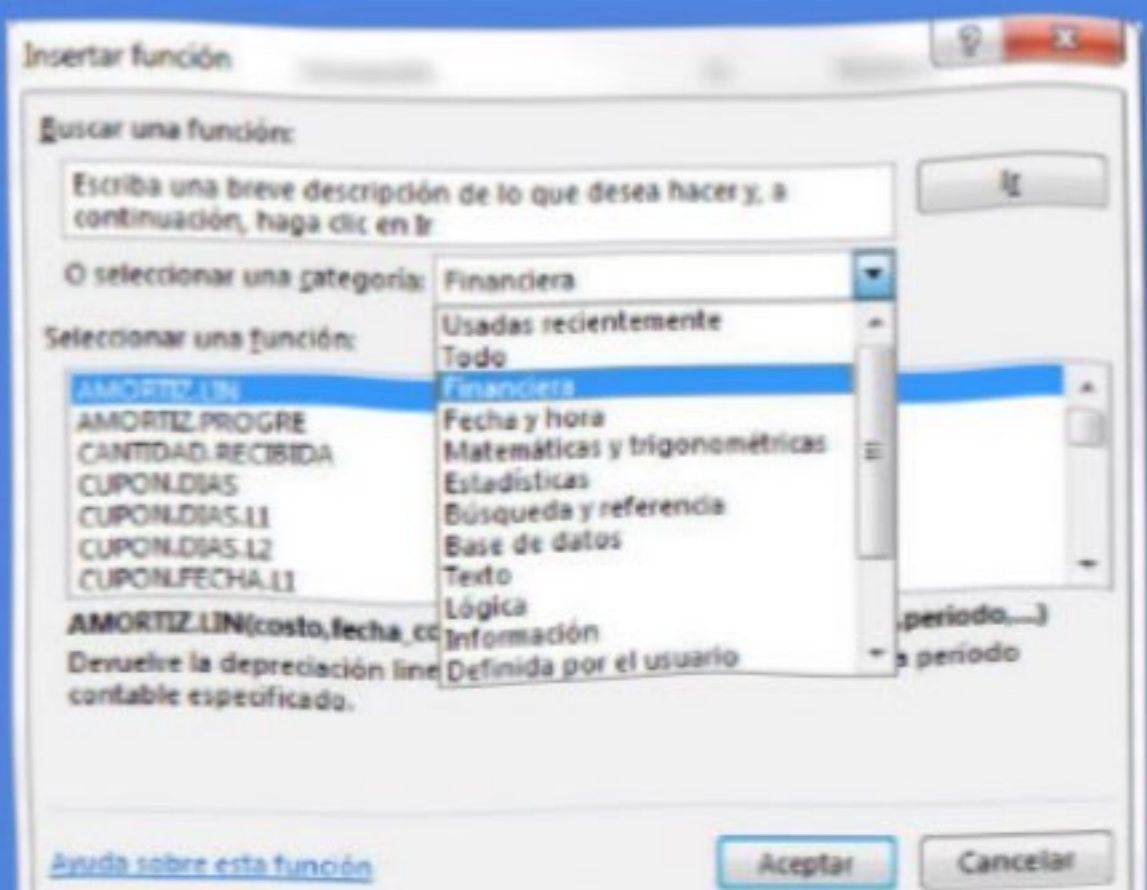 Insertar función
Buscar una función:
Escriba una breve descripción de lo que desea hacer y, a
continuación, haga clic en Ir
Ir
O seleccionar una categoría:
Financiera
Usadas recientemente
Todo
Financiera
Fecha y hora
Matemáticas y trigonométricas
Estadísticas
Búsqueda y referencia
Base de datos
Texto
Lógica
Información
Definida por el usuario
Seleccionar una función:
AMORTIZ.LIN
AMORTIZ.PROGRE
CANTIDAD.RECIBIDA
CUPON.DIAS
CUPON.DIAS.L1
CUPON.DIAS.L2
CUPON.FECHA.L1
AMORTIZ.LIN(costo,fecha_co ,periodo,...)
Devuelve la depreciación line periodo
contable especificado.
Ayuda sobre esta función
Aceptar
Cancelar